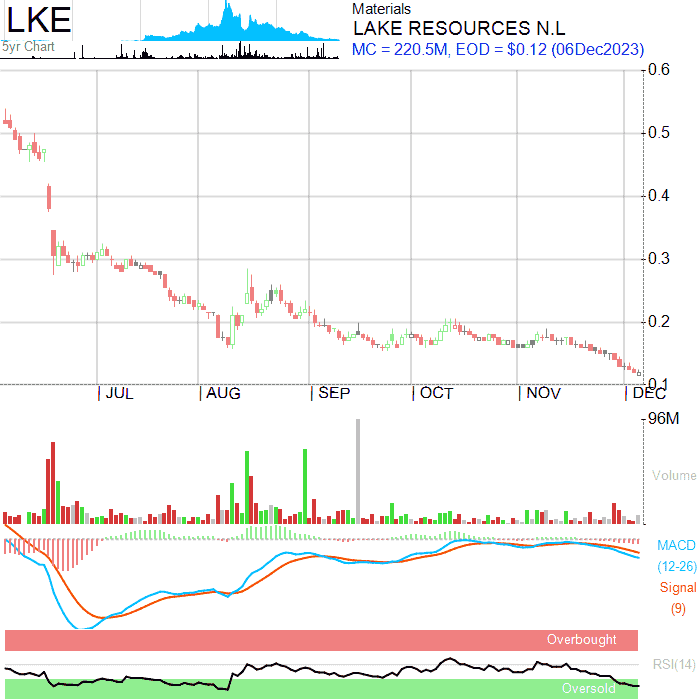 LKE
5yr Chart
Materials
LAKE RESOURCES N.L
MC = 220.5M, EOD = $0.12 (06Dec2023)
0.6
0.5
0.4
0.3
0.2
0.1
JUL
AUG
SEP
OCT
NOV
DEC
96M
Volume
MACD
(12-26)
Signal
(9)
Overbought
RSI(14)
Oversold